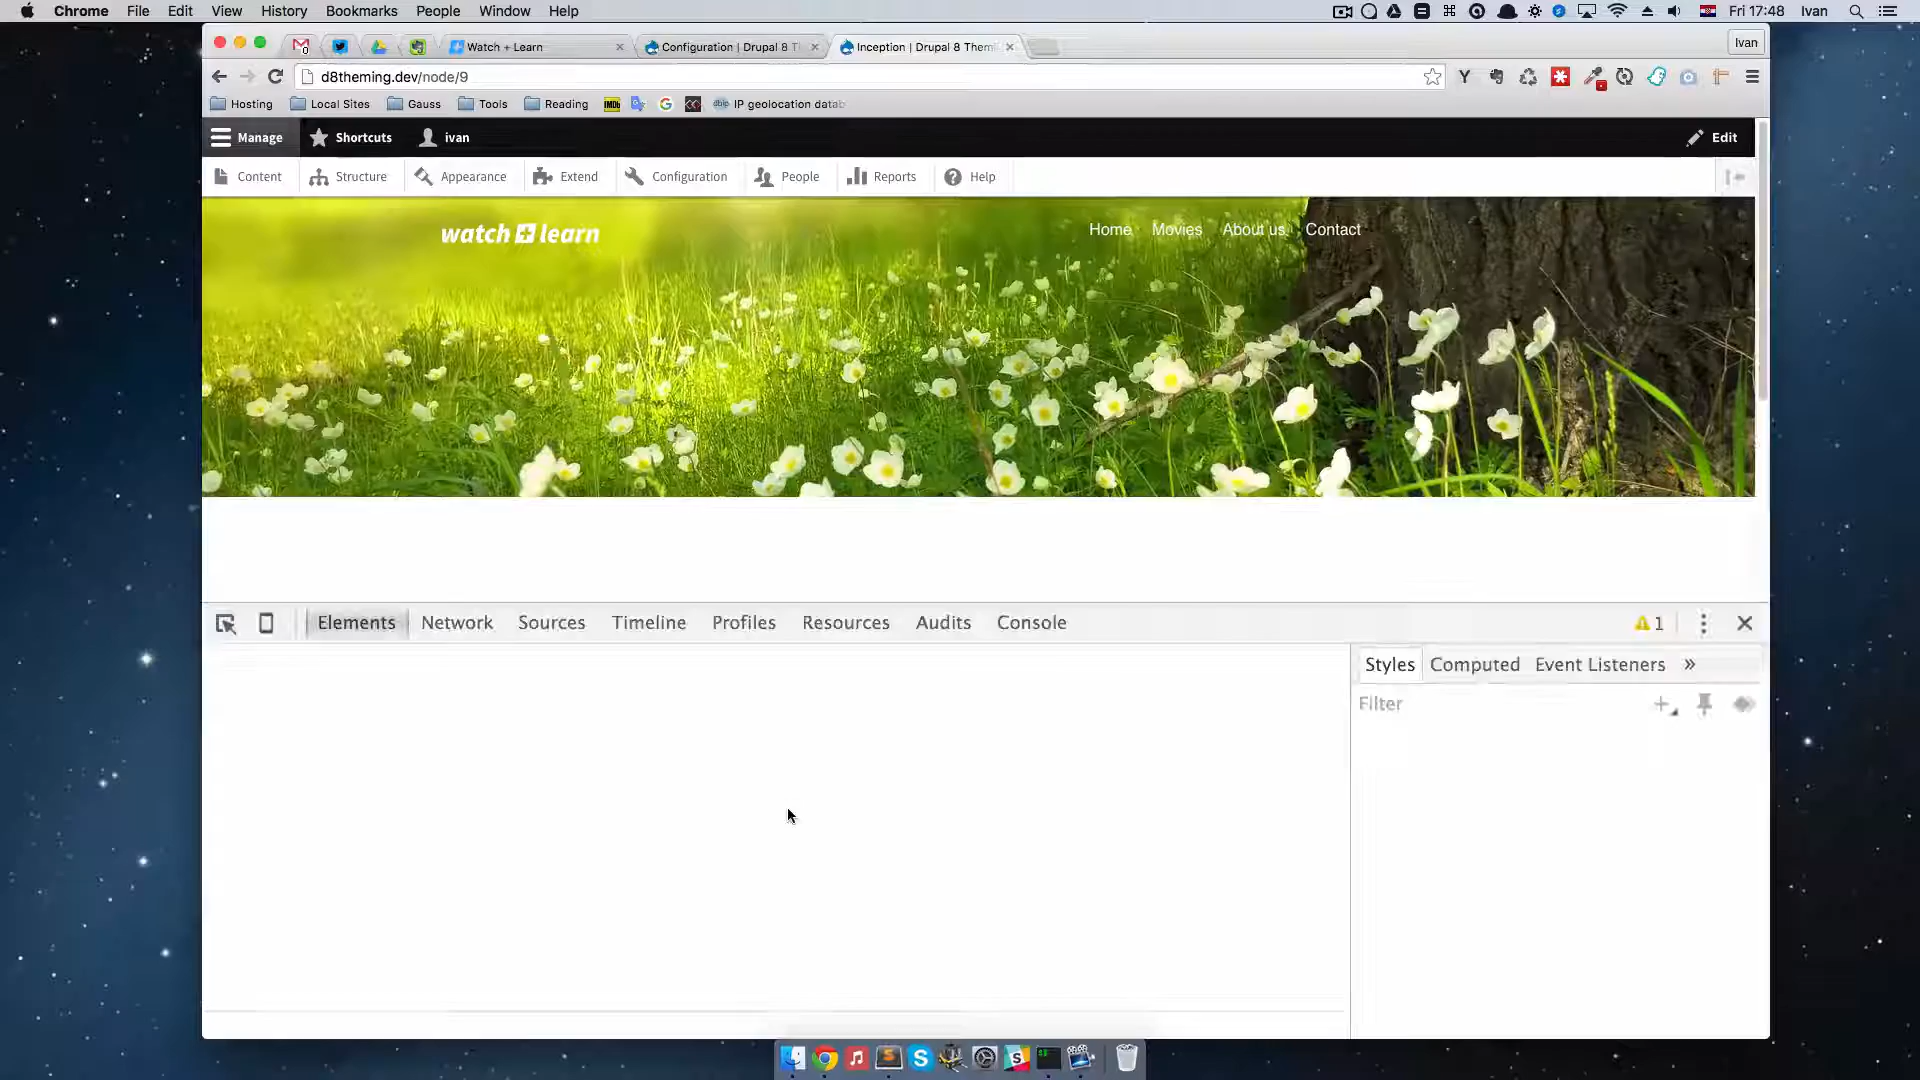 Chrome File Edit View History Bookmarks People Window Help Fri 17:48 Ivan
Watch + Learn Configuration | Drupal 8 T Inception | Drupal 8 Themi Ivan
d8theming.dev/node/9
Hosting Local Sites Gauss Tools Reading IMDb IP geolocation datab
Manage Shortcuts ivan Edit
Content Structure Appearance Extend Configuration People Reports Help
watch + learn Home Movies About us Contact
Elements Network Sources Timeline Profiles Resources Audits Console 1
Styles Computed Event Listeners »
Filter